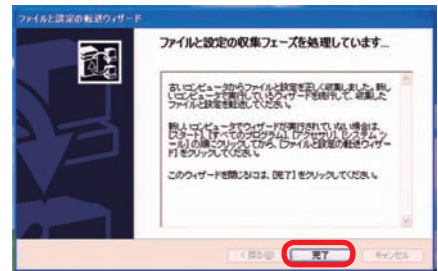 ファイルと設定の転送ウィザード
ファイルと設定の収集フェーズを処理しています...
古いコンピュータからファイルと設定を正しく収集しました。新し
いコンピュータで実行しているウィザードを続行して、収集した
ファイルと設定を転送してください。
新しいコンピュータでウィザードが実行されていない場合は、
[スタート]、[すべてのプログラム]、[アクセサリ]、[システム ツ
ール] の順にクリックしてから、[ファイルと設定の転送ウィザー
ド] をクリックしてください。
このウィザードを閉じるには、[完了] をクリックしてください。
< 戻る(B)
完了
キャンセル